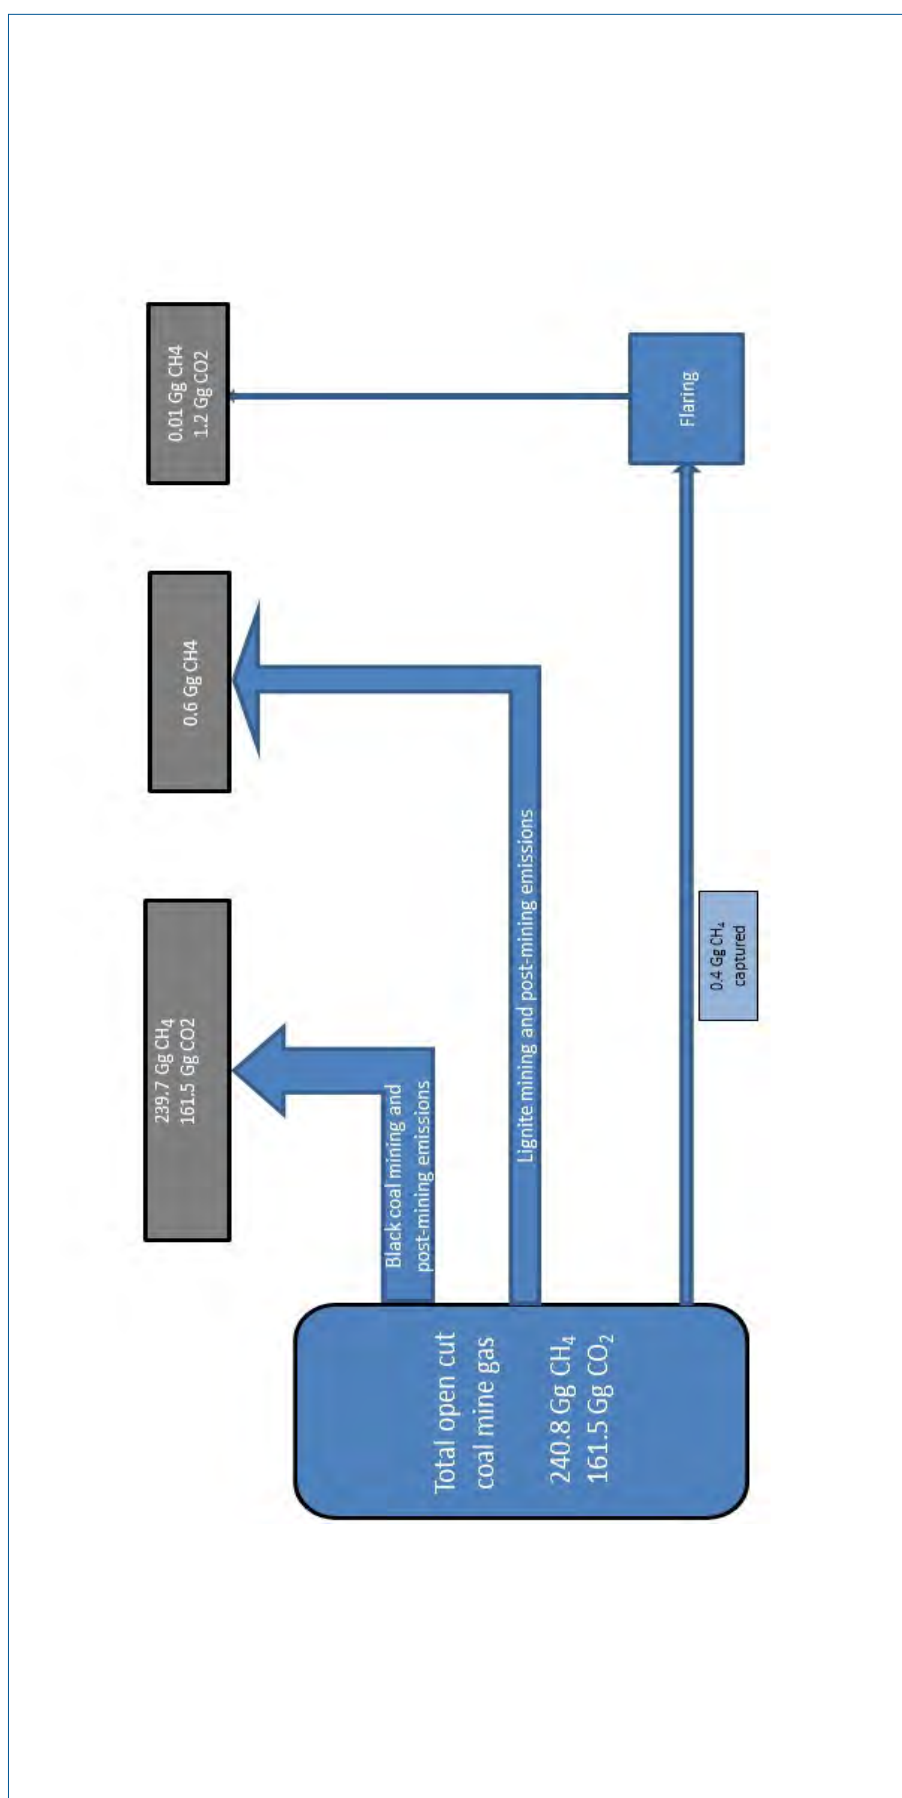 239.7 Gg CH₄
161.5 Gg CO2
0.6 Gg CH4
0.01 Gg CH4
1.2 Gg CO2
Black coal mining and
post-mining emissions
Lignite mining and post-mining emissions
Total open cut
coal mine gas
240.8 Gg CH₄
161.5 Gg CO₂
0.4 Gg CH₄
captured
Flaring